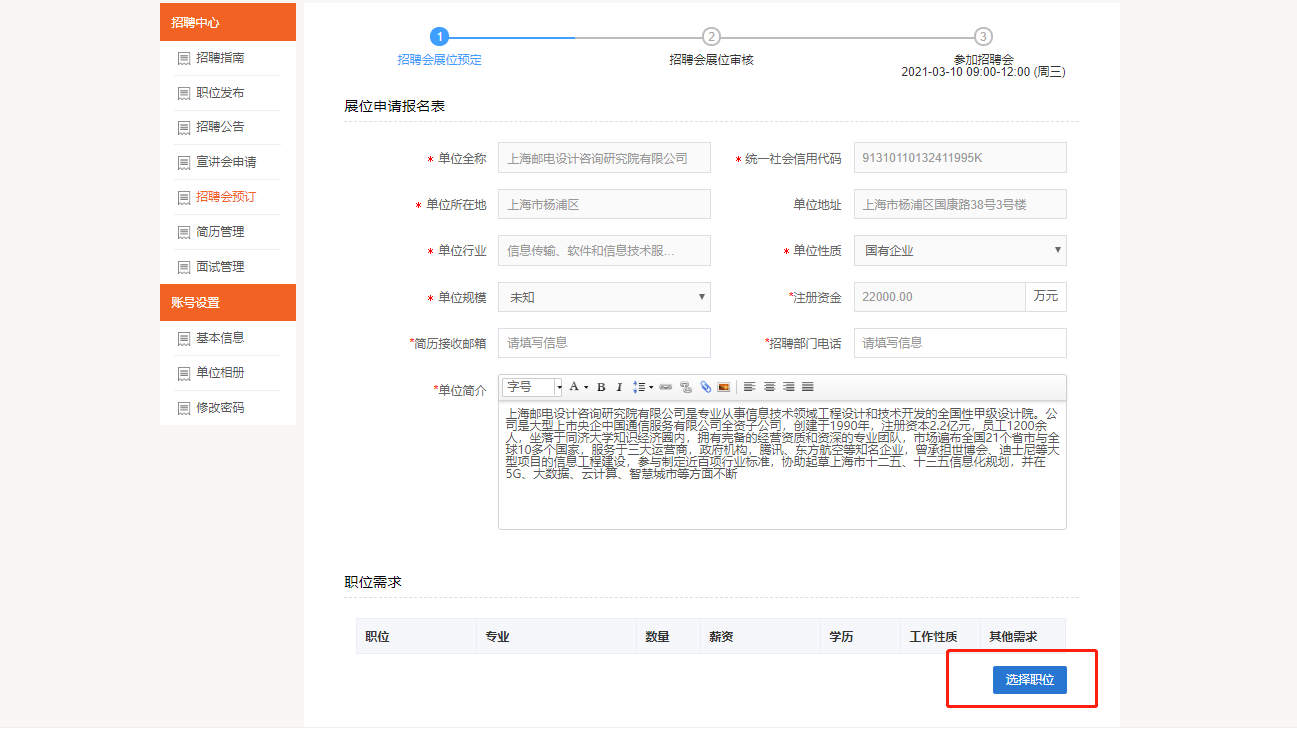 招聘中心
招聘指南
职位发布
招聘公告
宣讲会申请
招聘会预订
简历管理
面试管理
账号设置
基本信息
单位相册
修改密码
1
招聘会展位预定
2
招聘会展位审核
3
参加招聘会
2021-03-10 09:00-12:00 (周三)
展位申请报名表
* 单位全称 上海邮电设计咨询研究院有限公司 * 统一社会信用代码 91310110132411995K
* 单位所在地 上海市杨浦区 单位地址 上海市杨浦区国康路38号3号楼
* 单位行业 信息传输、软件和信息技术服... * 单位性质 国有企业
* 单位规模 未知 *注册资金 22000.00 万元
*简历接收邮箱 请填写信息 *招聘部门电话 请填写信息
*单位简介 字号 A B I
上海邮电设计咨询研究院有限公司是专业从事信息技术领域工程设计和技术开发的全国性甲级设计院。公
司是大型上市央企中国通信服务有限公司全资子公司，创建于1990年，注册资本2.2亿元，员工1200余
人，坐落于同济大学知识经济圈内，拥有完备的经营资质和资深的专业团队，市场遍布全国21个省市与全
球10多个国家，服务于三大运营商，政府机构，腾讯、东方航空等知名企业，曾承担世博会、迪士尼等大
型项目的信息工程建设，参与制定近百项行业标准，协助起草上海市十二五、十三五信息化规划，并在
5G、大数据、云计算、智慧城市等方面不断
职位需求
职位 专业 数量 薪资 学历 工作性质 其他需求
选择职位